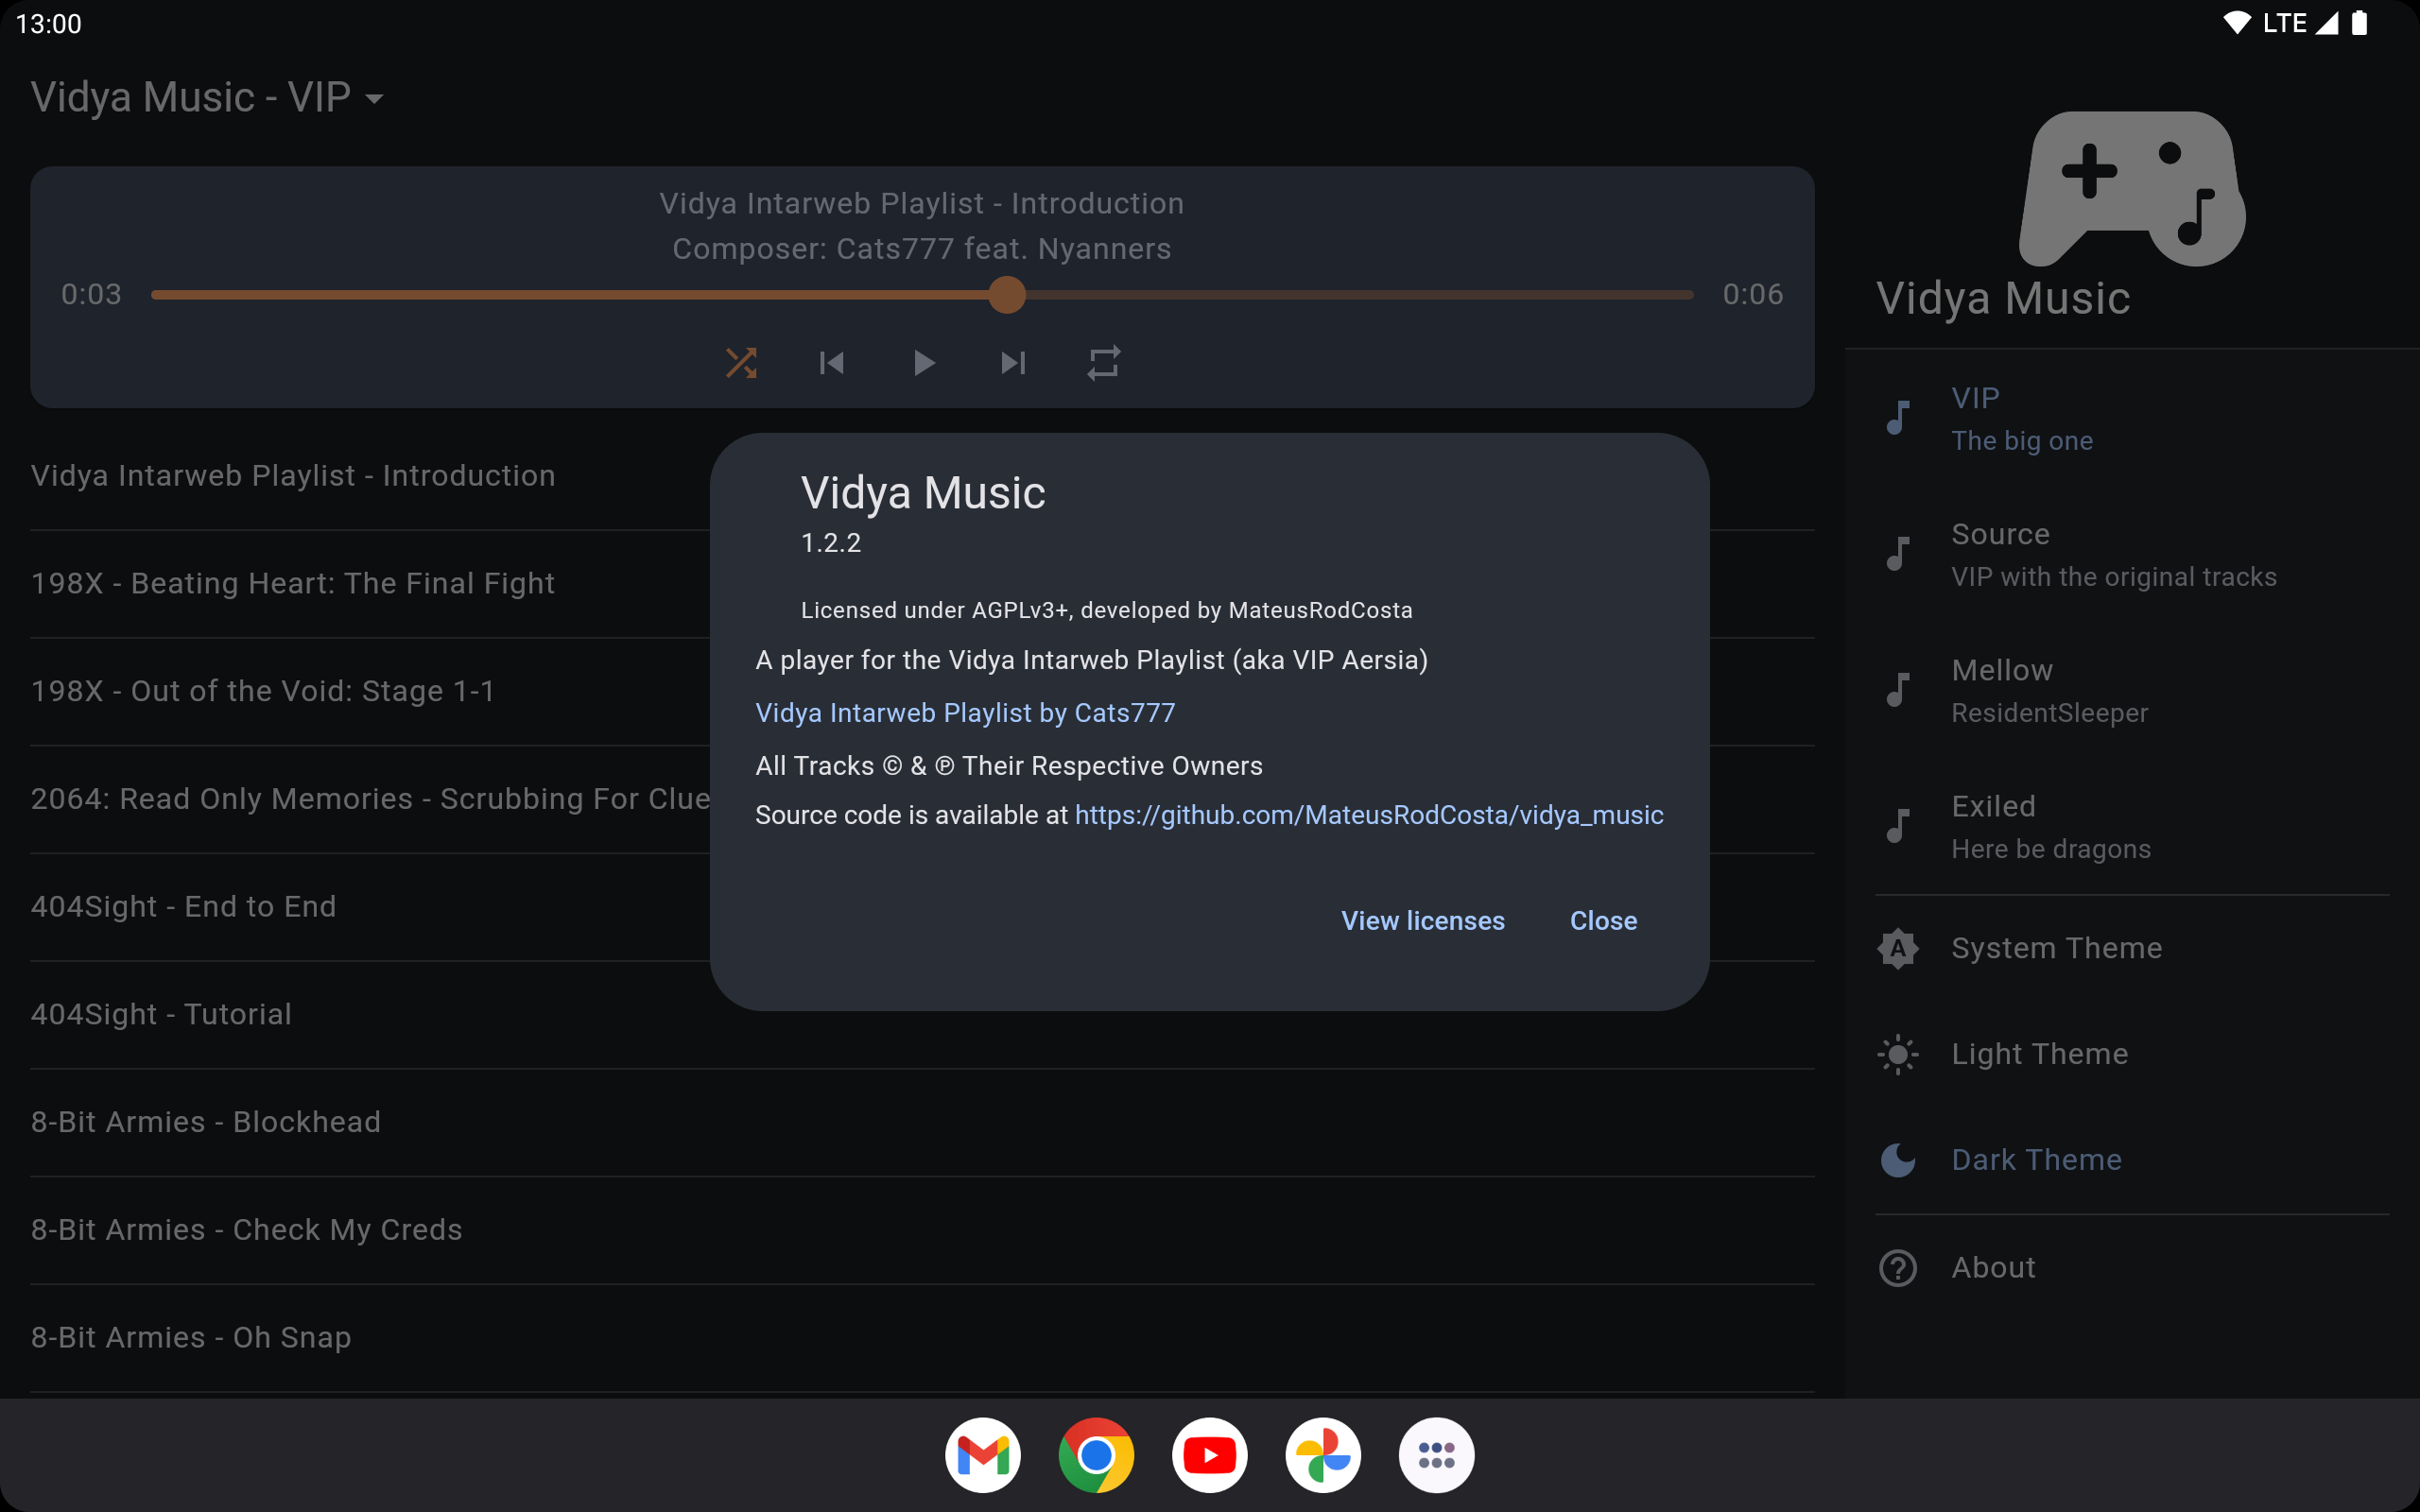 13:00
LTE
Vidya Music - VIP
Vidya Intarweb Playlist - Introduction
Composer: Cats777 feat. Nyanners
0:03
0:06
Vidya Intarweb Playlist - Introduction
198X - Beating Heart: The Final Fight
198X - Out of the Void: Stage 1-1
2064: Read Only Memories - Scrubbing For Clue
404Sight - End to End
404Sight - Tutorial
8-Bit Armies - Blockhead
8-Bit Armies - Check My Creds
8-Bit Armies - Oh Snap
Vidya Music
1.2.2
Licensed under AGPLv3+, developed by MateusRodCosta
A player for the Vidya Intarweb Playlist (aka VIP Aersia)
Vidya Intarweb Playlist by Cats777
All Tracks © & ℗ Their Respective Owners
Source code is available at https://github.com/MateusRodCosta/vidya_music
View licenses
Close
Vidya Music
VIP
The big one
Source
VIP with the original tracks
Mellow
ResidentSleeper
Exiled
Here be dragons
A
System Theme
Light Theme
Dark Theme
About